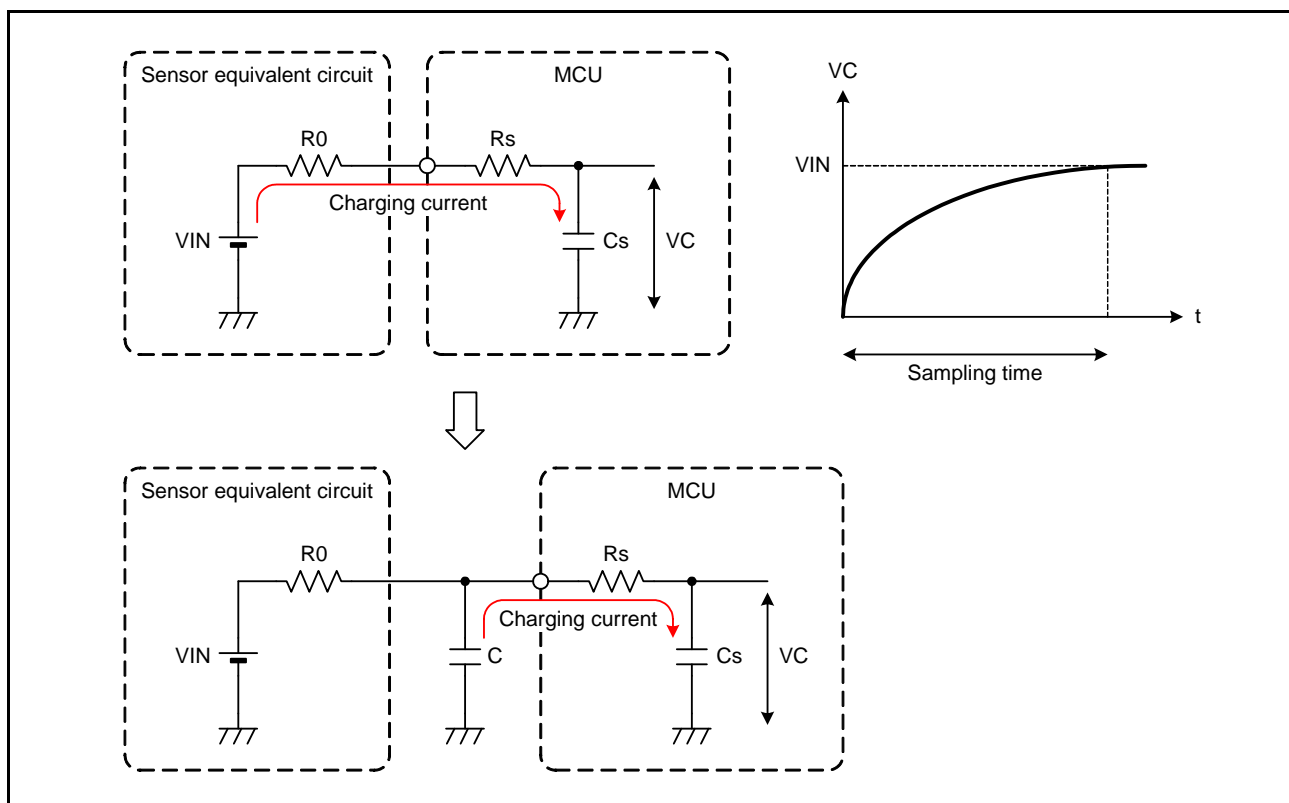 Sensor equivalent circuit
MCU
R0
Rs
Charging current
VIN
Cs
VC
VC
VIN
t
Sampling time
Sensor equivalent circuit
MCU
R0
Rs
Charging current
VIN
C
Cs
VC